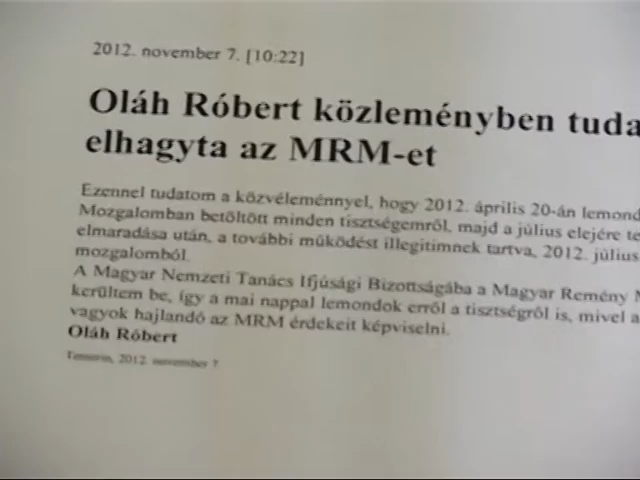 2012. november 7. [10:22]
Oláh Róbert közleményben tuda
elhagyta az MRM-et
Ezennel tudatom a közvéleménnyel, hogy 2012. április 20-án lemond
Mozgalomban betöltött minden tisztségemről, majd a július elejére te
elmaradása után, a további működést illegitimnek tartva, 2012. július
mozgalomból.
A Magyar Nemzeti Tanács Ifjúsági Bizottságába a Magyar Remény M
kerültem be, így a mai nappal lemondok erről a tisztségről is, mivel a
vagyok hajlandó az MRM érdekeit képviselni.
Oláh Róbert
2012. november 7